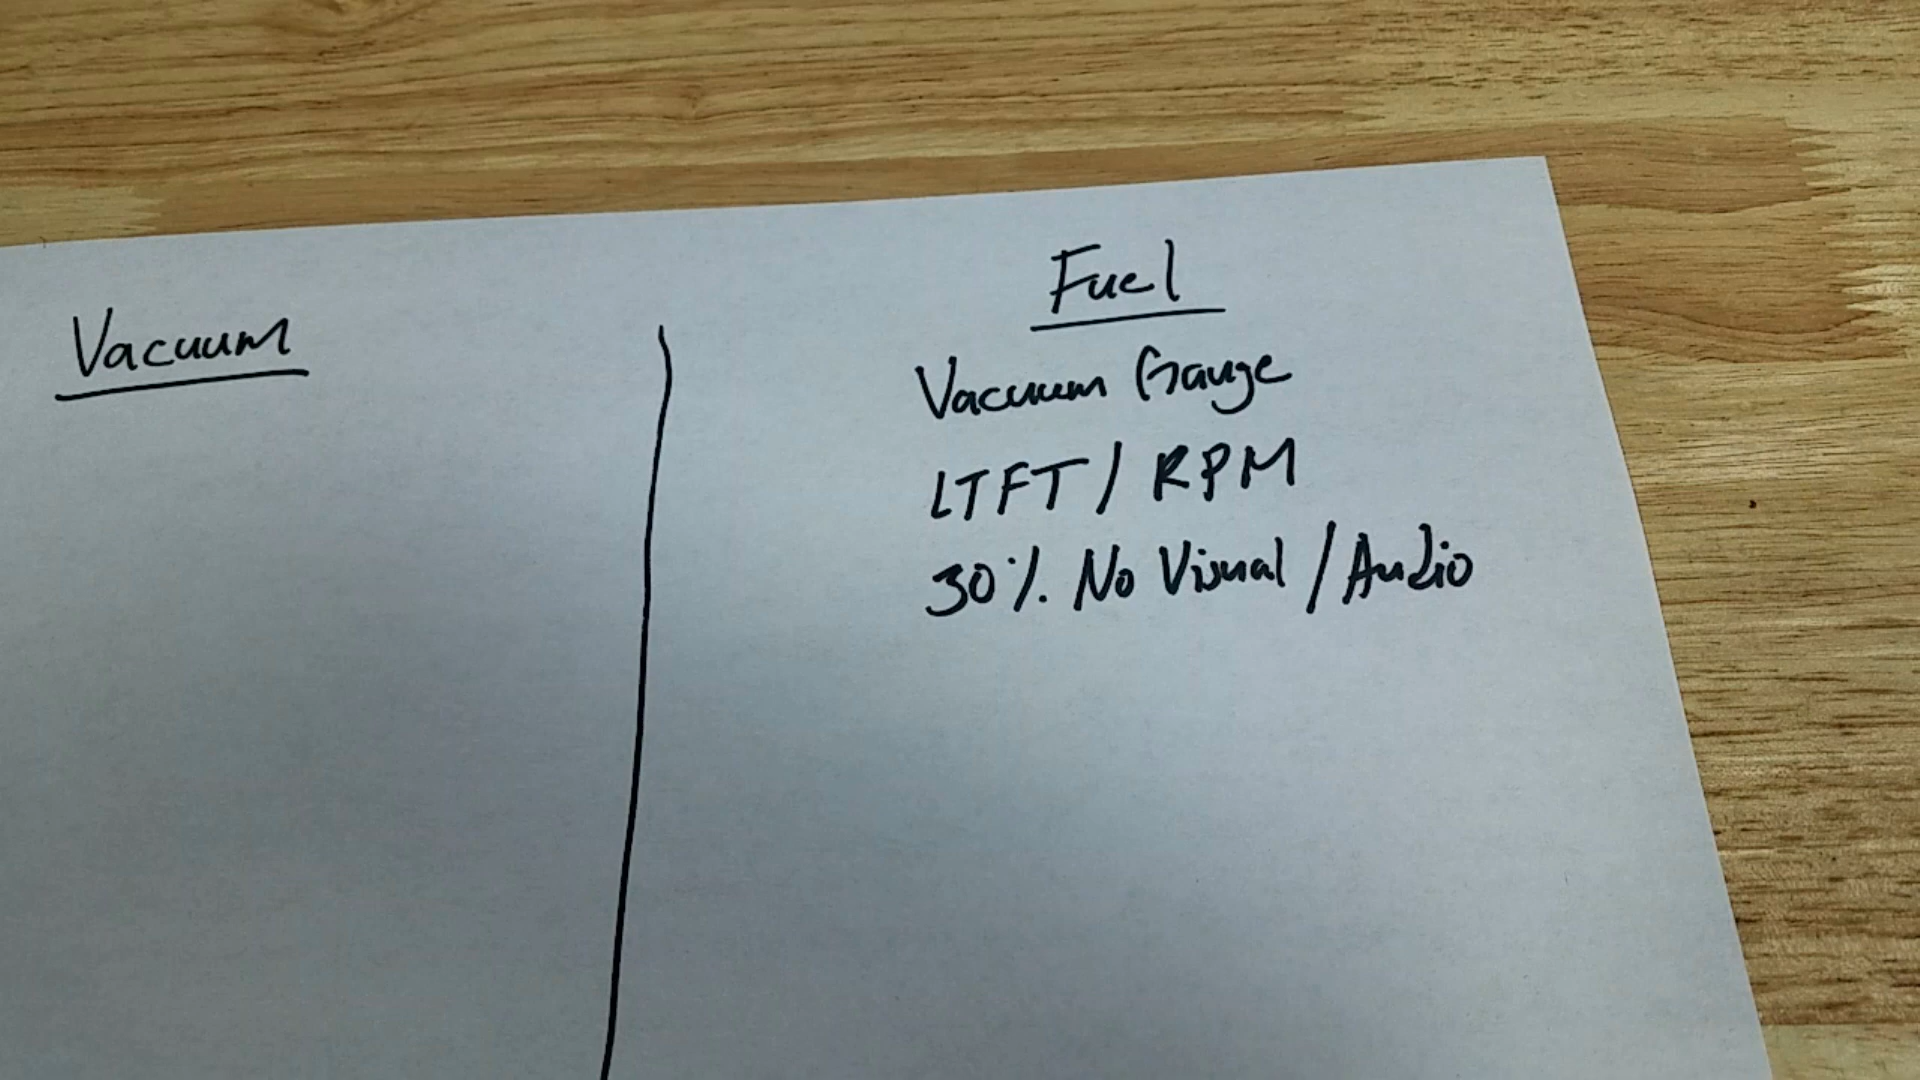 Vacuum
Fuel
Vacuum Gauge
LTFT / RPM
30%. No Visual / Audio